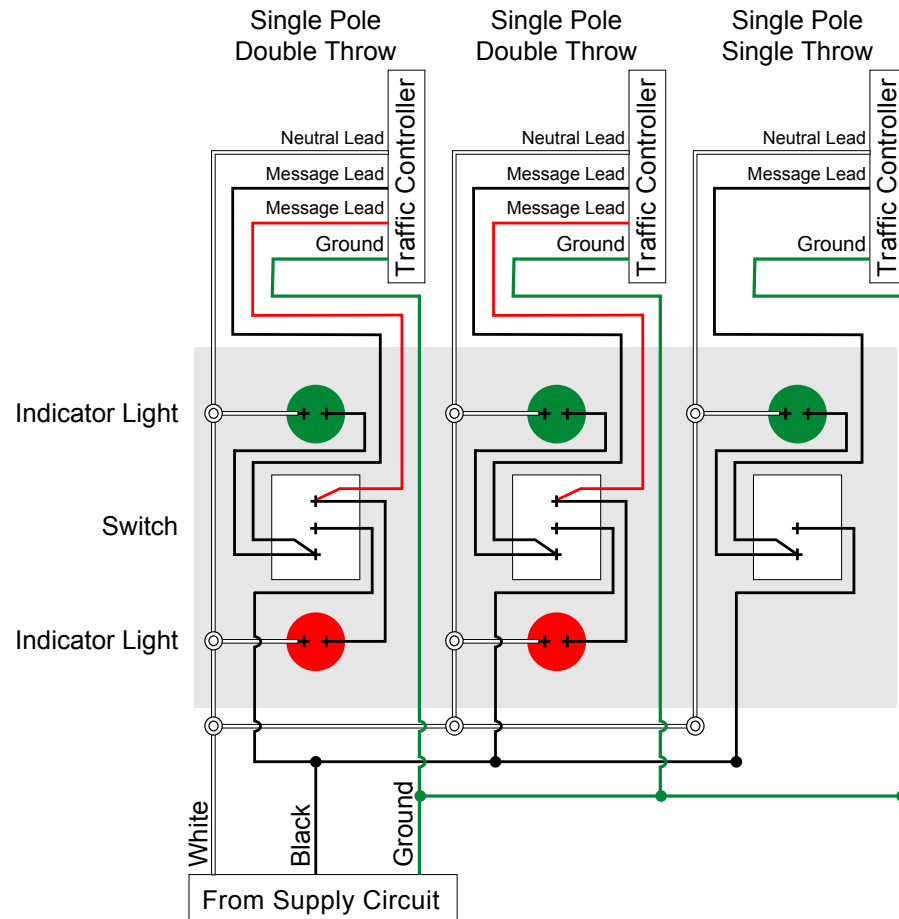 Single Pole
Double Throw
Single Pole
Double Throw
Single Pole
Single Throw
Neutral Lead
Message Lead
Message Lead
Ground
Traffic Controller
Neutral Lead
Message Lead
Message Lead
Ground
Traffic Controller
Neutral Lead
Message Lead
Ground
Traffic Controller
Indicator Light
Switch
Indicator Light
White
Black
Ground
From Supply Circuit